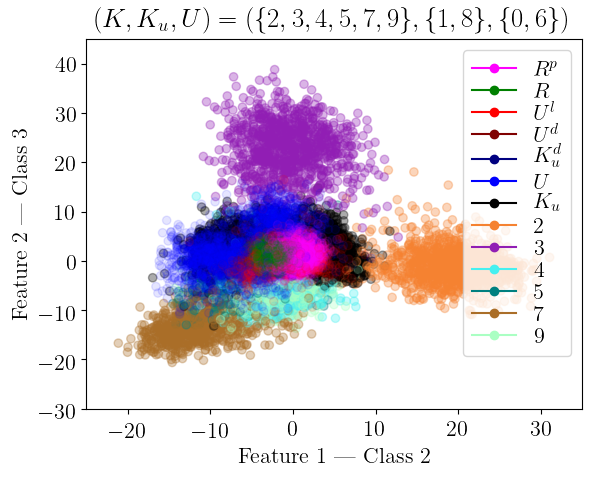 (K, K_u, U) = ({2, 3, 4, 5, 7, 9}, {1, 8}, {0, 6})
40
30
20
10
0
−10
−20
−30
Feature 2 — Class 3
R^p
R
U^l
U^d
K_u^d
U
K_u
2
3
4
5
7
9
−20
−10
0
10
20
30
Feature 1 — Class 2